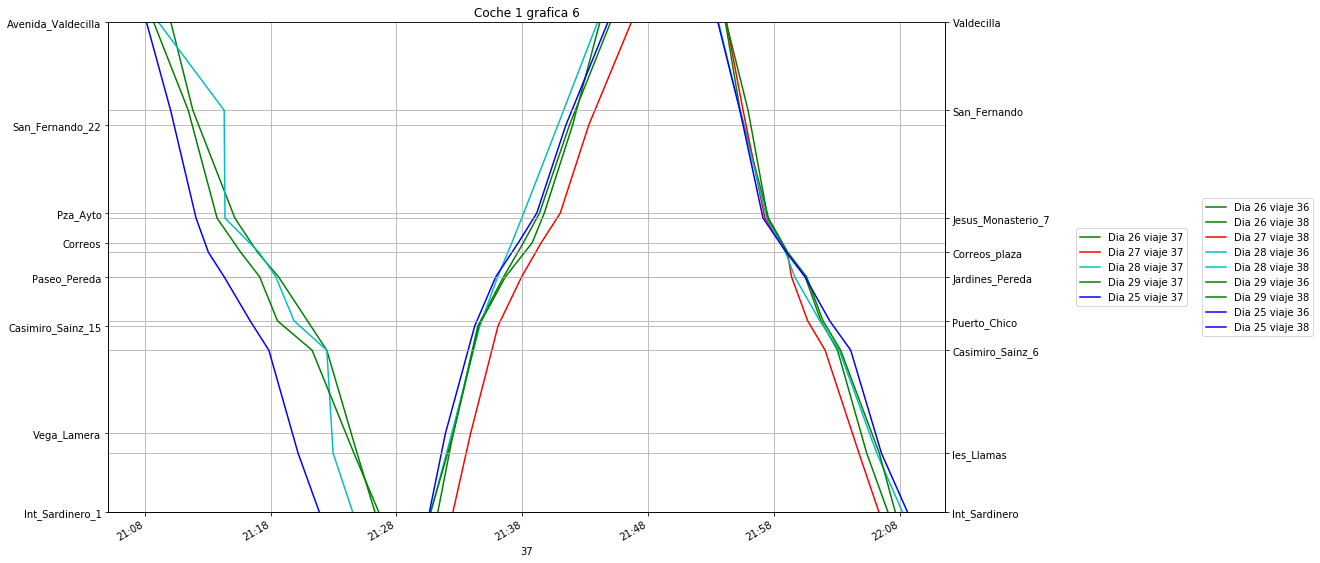 Coche 1 grafica 6
Avenida_Valdecilla
San_Fernando_22
Pza_Ayto
Correos
Paseo_Pereda
Casimiro_Sainz_15
Vega_Lamera
Int_Sardinero_1
Valdecilla
San_Fernando
Jesus_Monasterio_7
Correos_plaza
Jardines_Pereda
Puerto_Chico
Casimiro_Sainz_6
Ies_Llamas
Int_Sardinero
21:08
21:18
21:28
21:38
21:48
21:58
22:08
37
Dia 26 viaje 37
Dia 27 viaje 37
Dia 28 viaje 37
Dia 29 viaje 37
Dia 25 viaje 37
Dia 26 viaje 36
Dia 26 viaje 38
Dia 27 viaje 38
Dia 28 viaje 36
Dia 28 viaje 38
Dia 29 viaje 36
Dia 29 viaje 38
Dia 25 viaje 36
Dia 25 viaje 38